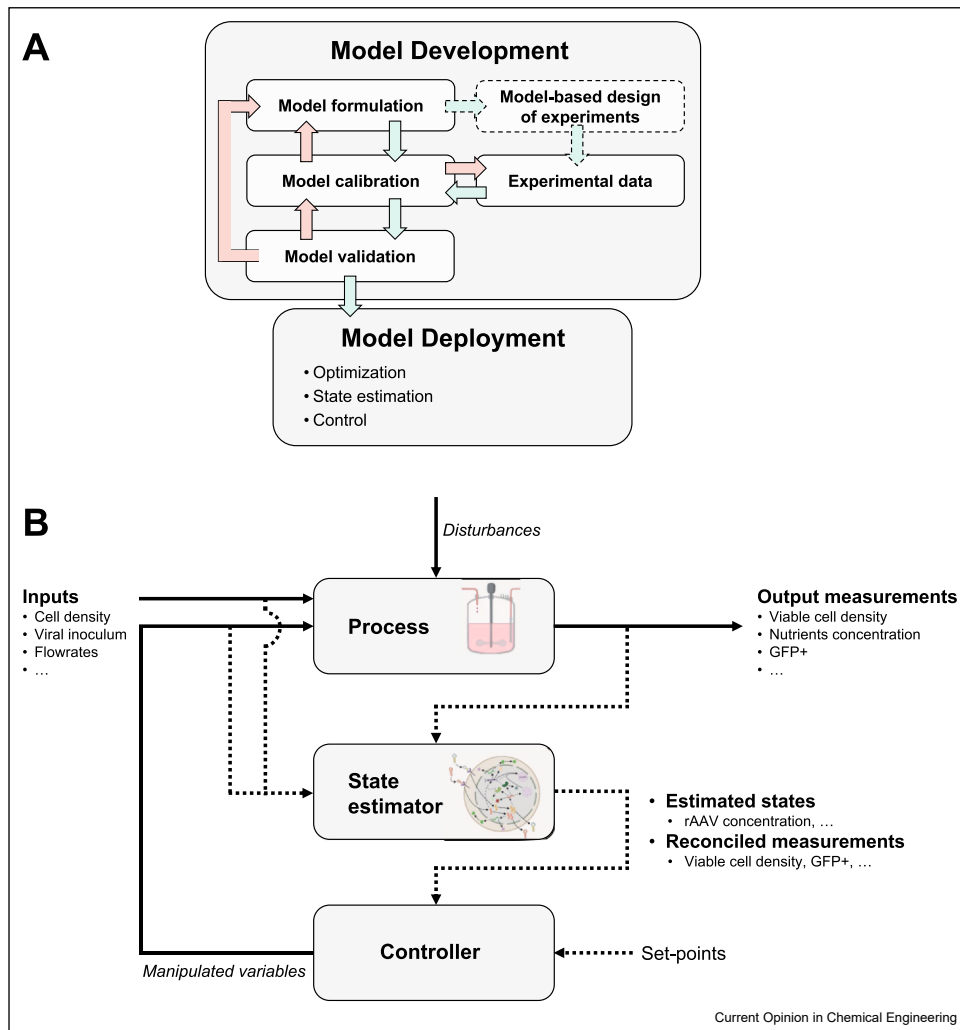 A
Model Development
Model formulation
Model-based design
of experiments
Model calibration
Experimental data
Model validation
Model Deployment
• Optimization
• State estimation
• Control
B
Disturbances
Inputs
• Cell density
• Viral inoculum
• Flowrates
• …
Process
Output measurements
• Viable cell density
• Nutrients concentration
• GFP+
• …
State
estimator
• Estimated states
• rAAV concentration, …
• Reconciled measurements
• Viable cell density, GFP+, …
Controller
Manipulated variables
Set-points
Current Opinion in Chemical Engineering